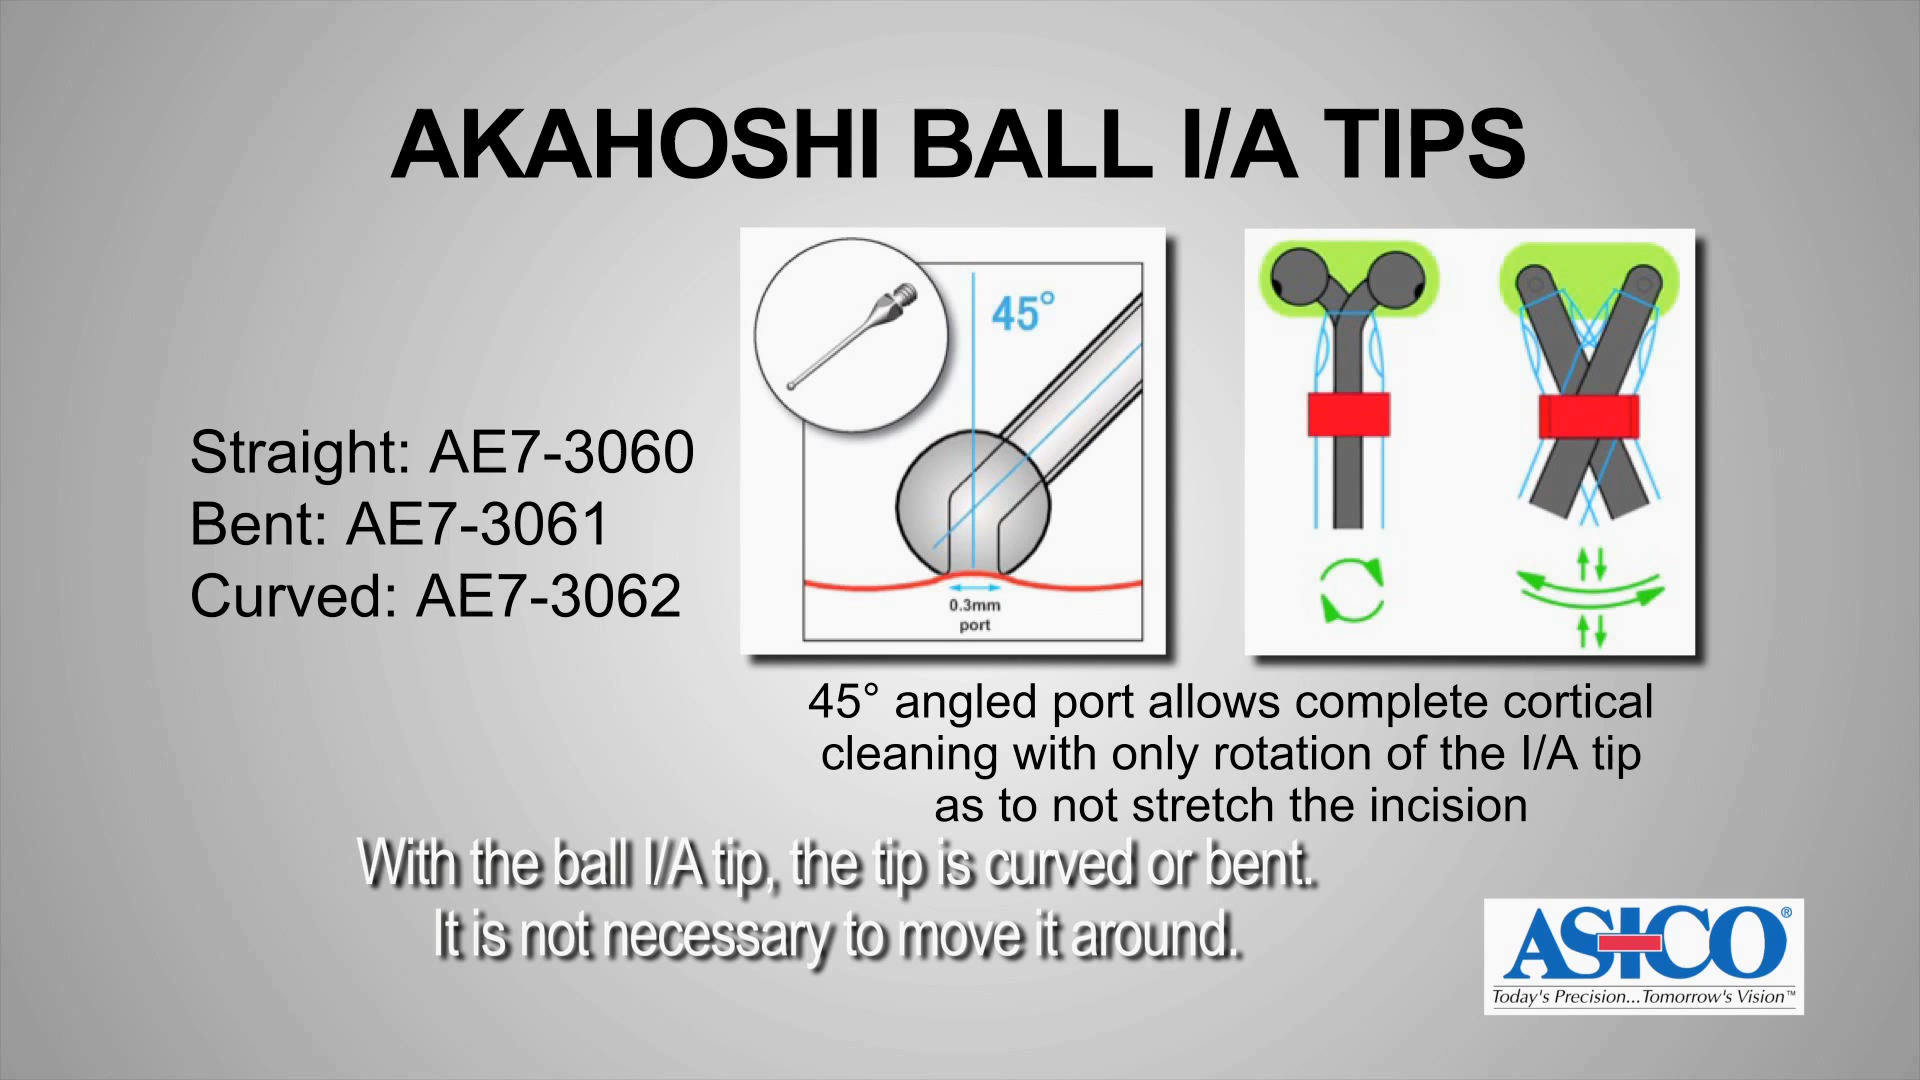 AKAHOSHI BALL I/A TIPS
Straight: AE7-3060
Bent: AE7-3061
Curved: AE7-3062
45°
0.3mm
port
45° angled port allows complete cortical
cleaning with only rotation of the I/A tip
as to not stretch the incision
With the ball I/A tip, the tip is curved or bent.
It is not necessary to move it around.
ASICO®
Today's Precision...Tomorrow's Vision™